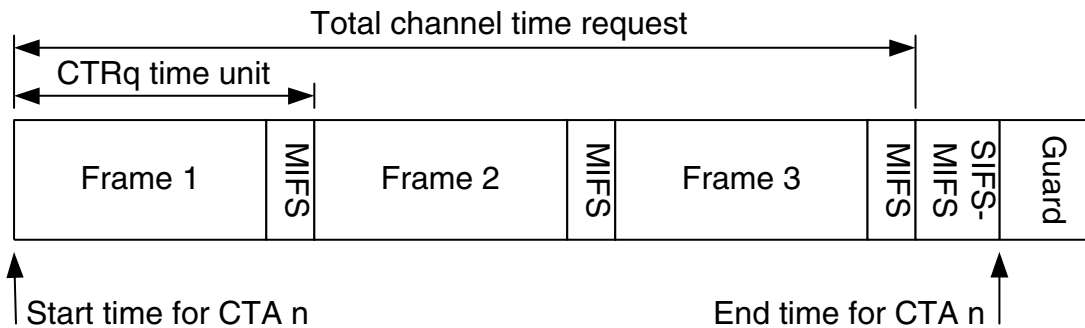 Total channel time request
CTRq time unit
Frame 1
MIFS
Frame 2
MIFS
Frame 3
MIFS
SIFS-
MIFS
Guard
Start time for CTA n
End time for CTA n